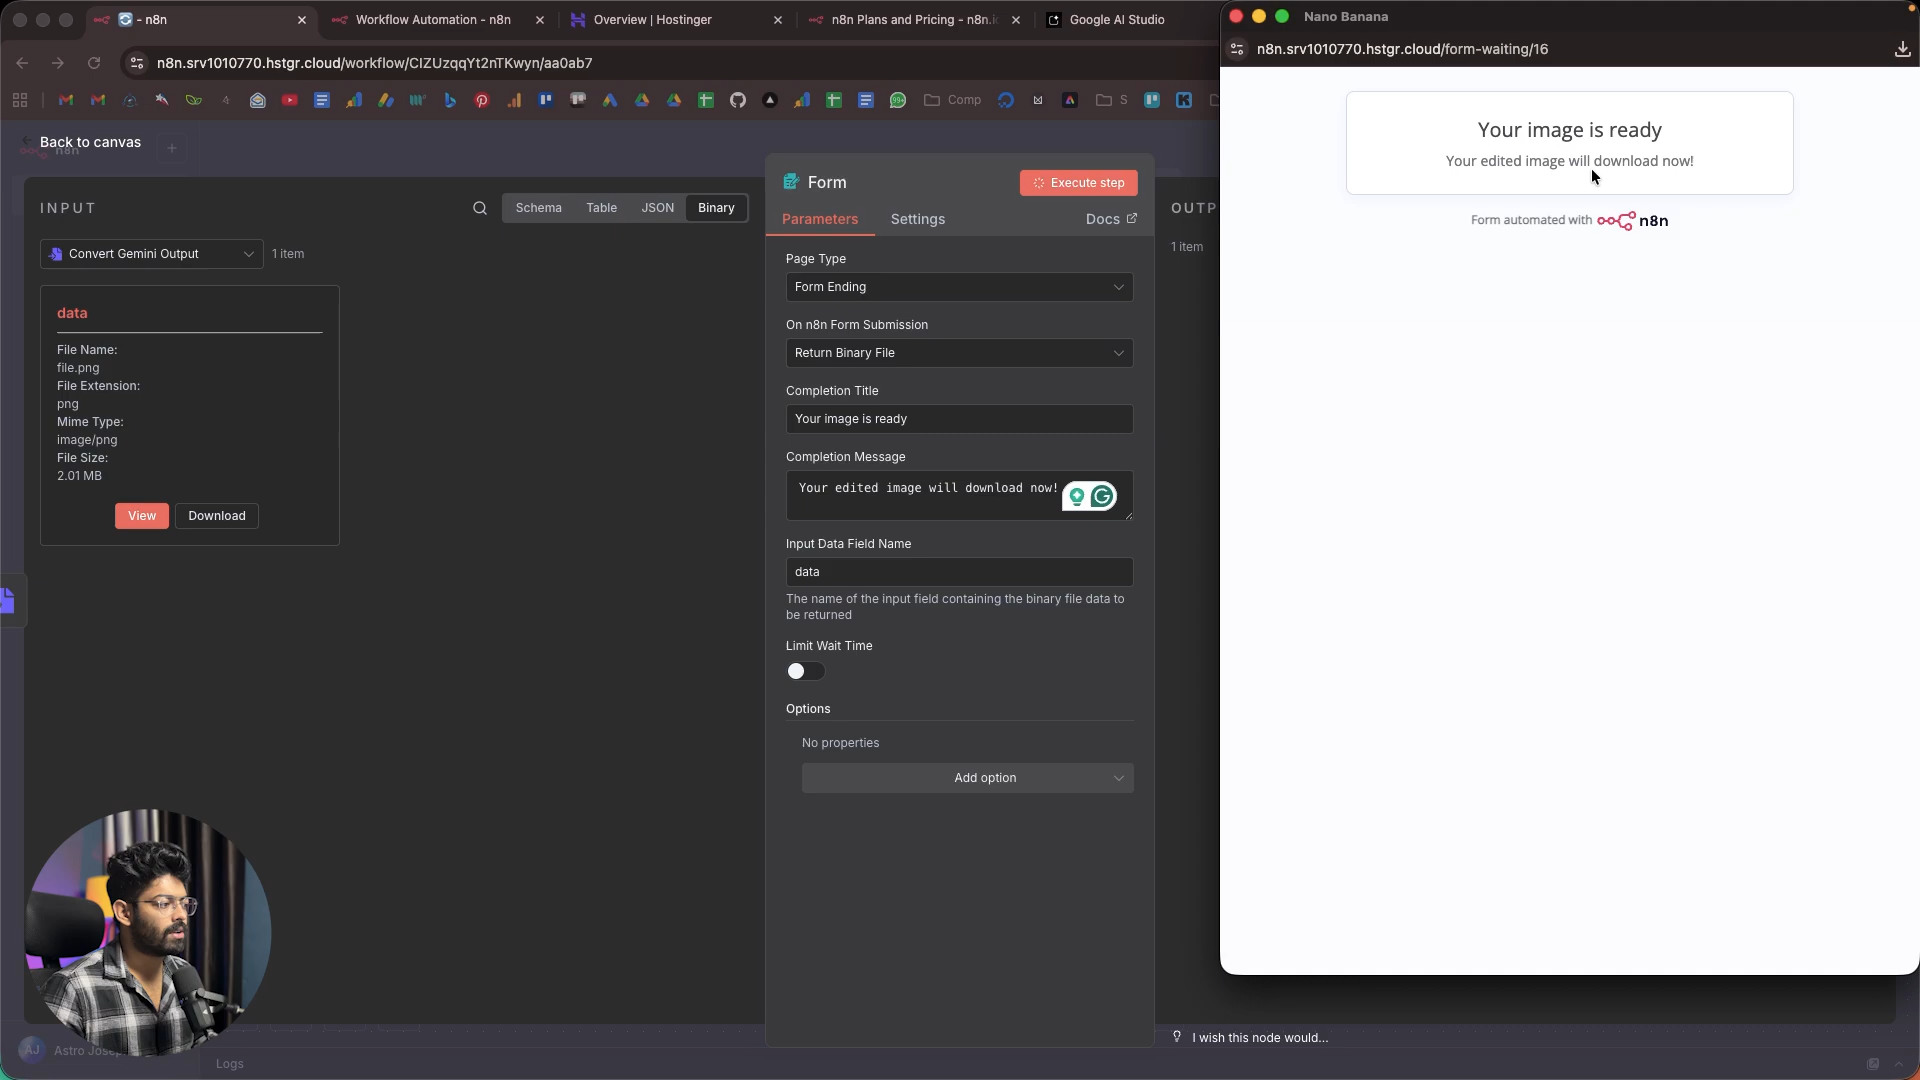 - n8n
Workflow Automation - n8n
Overview | Hostinger
n8n Plans and Pricing - n8n.i
Google AI Studio
Nano Banana
n8n.srv1010770.hstgr.cloud/workflow/CIZUzqqYt2nTKwyn/aa0ab7
n8n.srv1010770.hstgr.cloud/form-waiting/16
99+
Comp
S
Back to canvas
n8n
INPUT
Schema
Table
JSON
Binary
Convert Gemini Output
1 item
data
File Name:
file.png
File Extension:
png
Mime Type:
image/png
File Size:
2.01 MB
View
Download
Form
Execute step
Parameters
Settings
Docs
Page Type
Form Ending
On n8n Form Submission
Return Binary File
Completion Title
Your image is ready
Completion Message
Your edited image will download now!
Input Data Field Name
data
The name of the input field containing the binary file data to
be returned
Limit Wait Time
Options
No properties
Add option
OUTP
1 item
Your image is ready
Your edited image will download now!
Form automated with n8n
I wish this node would...
AJ
Astro Jose
Logs